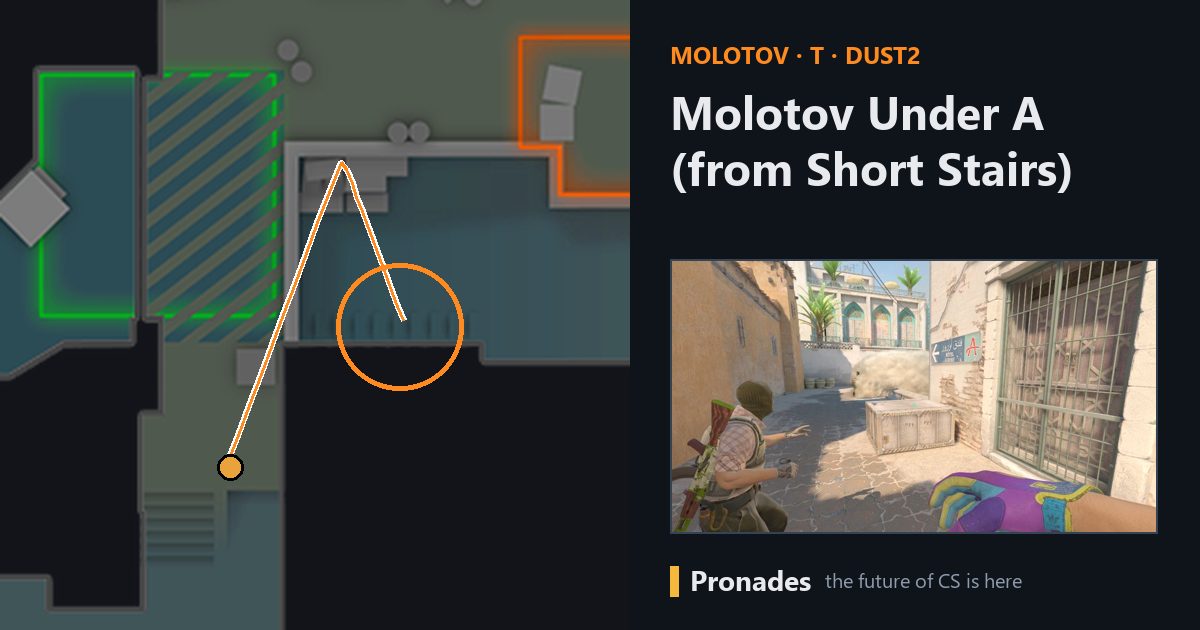 MOLOTOV · T · DUST2
Molotov Under A
(from Short Stairs)
A
Pronades
the future of CS is here